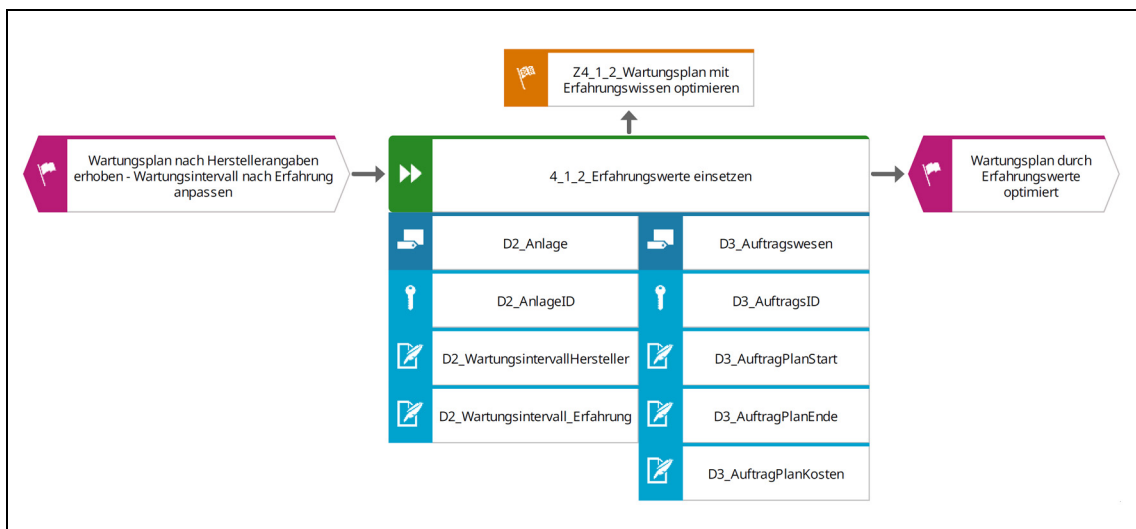 Z4_1_2_Wartungsplan mit
Erfahrungswissen optimieren
Wartungsplan nach Herstellerangaben
erhoben - Wartungsintervall nach Erfahrung
anpassen
4_1_2_Erfahrungswerte einsetzen
Wartungsplan durch
Erfahrungswerte
optimiert
D2_Anlage
D3_Auftragswesen
D2_AnlageID
D3_AuftragsID
D2_WartungsintervallHersteller
D3_AuftragPlanStart
D2_Wartungsintervall_Erfahrung
D3_AuftragPlanEnde
D3_AuftragPlanKosten